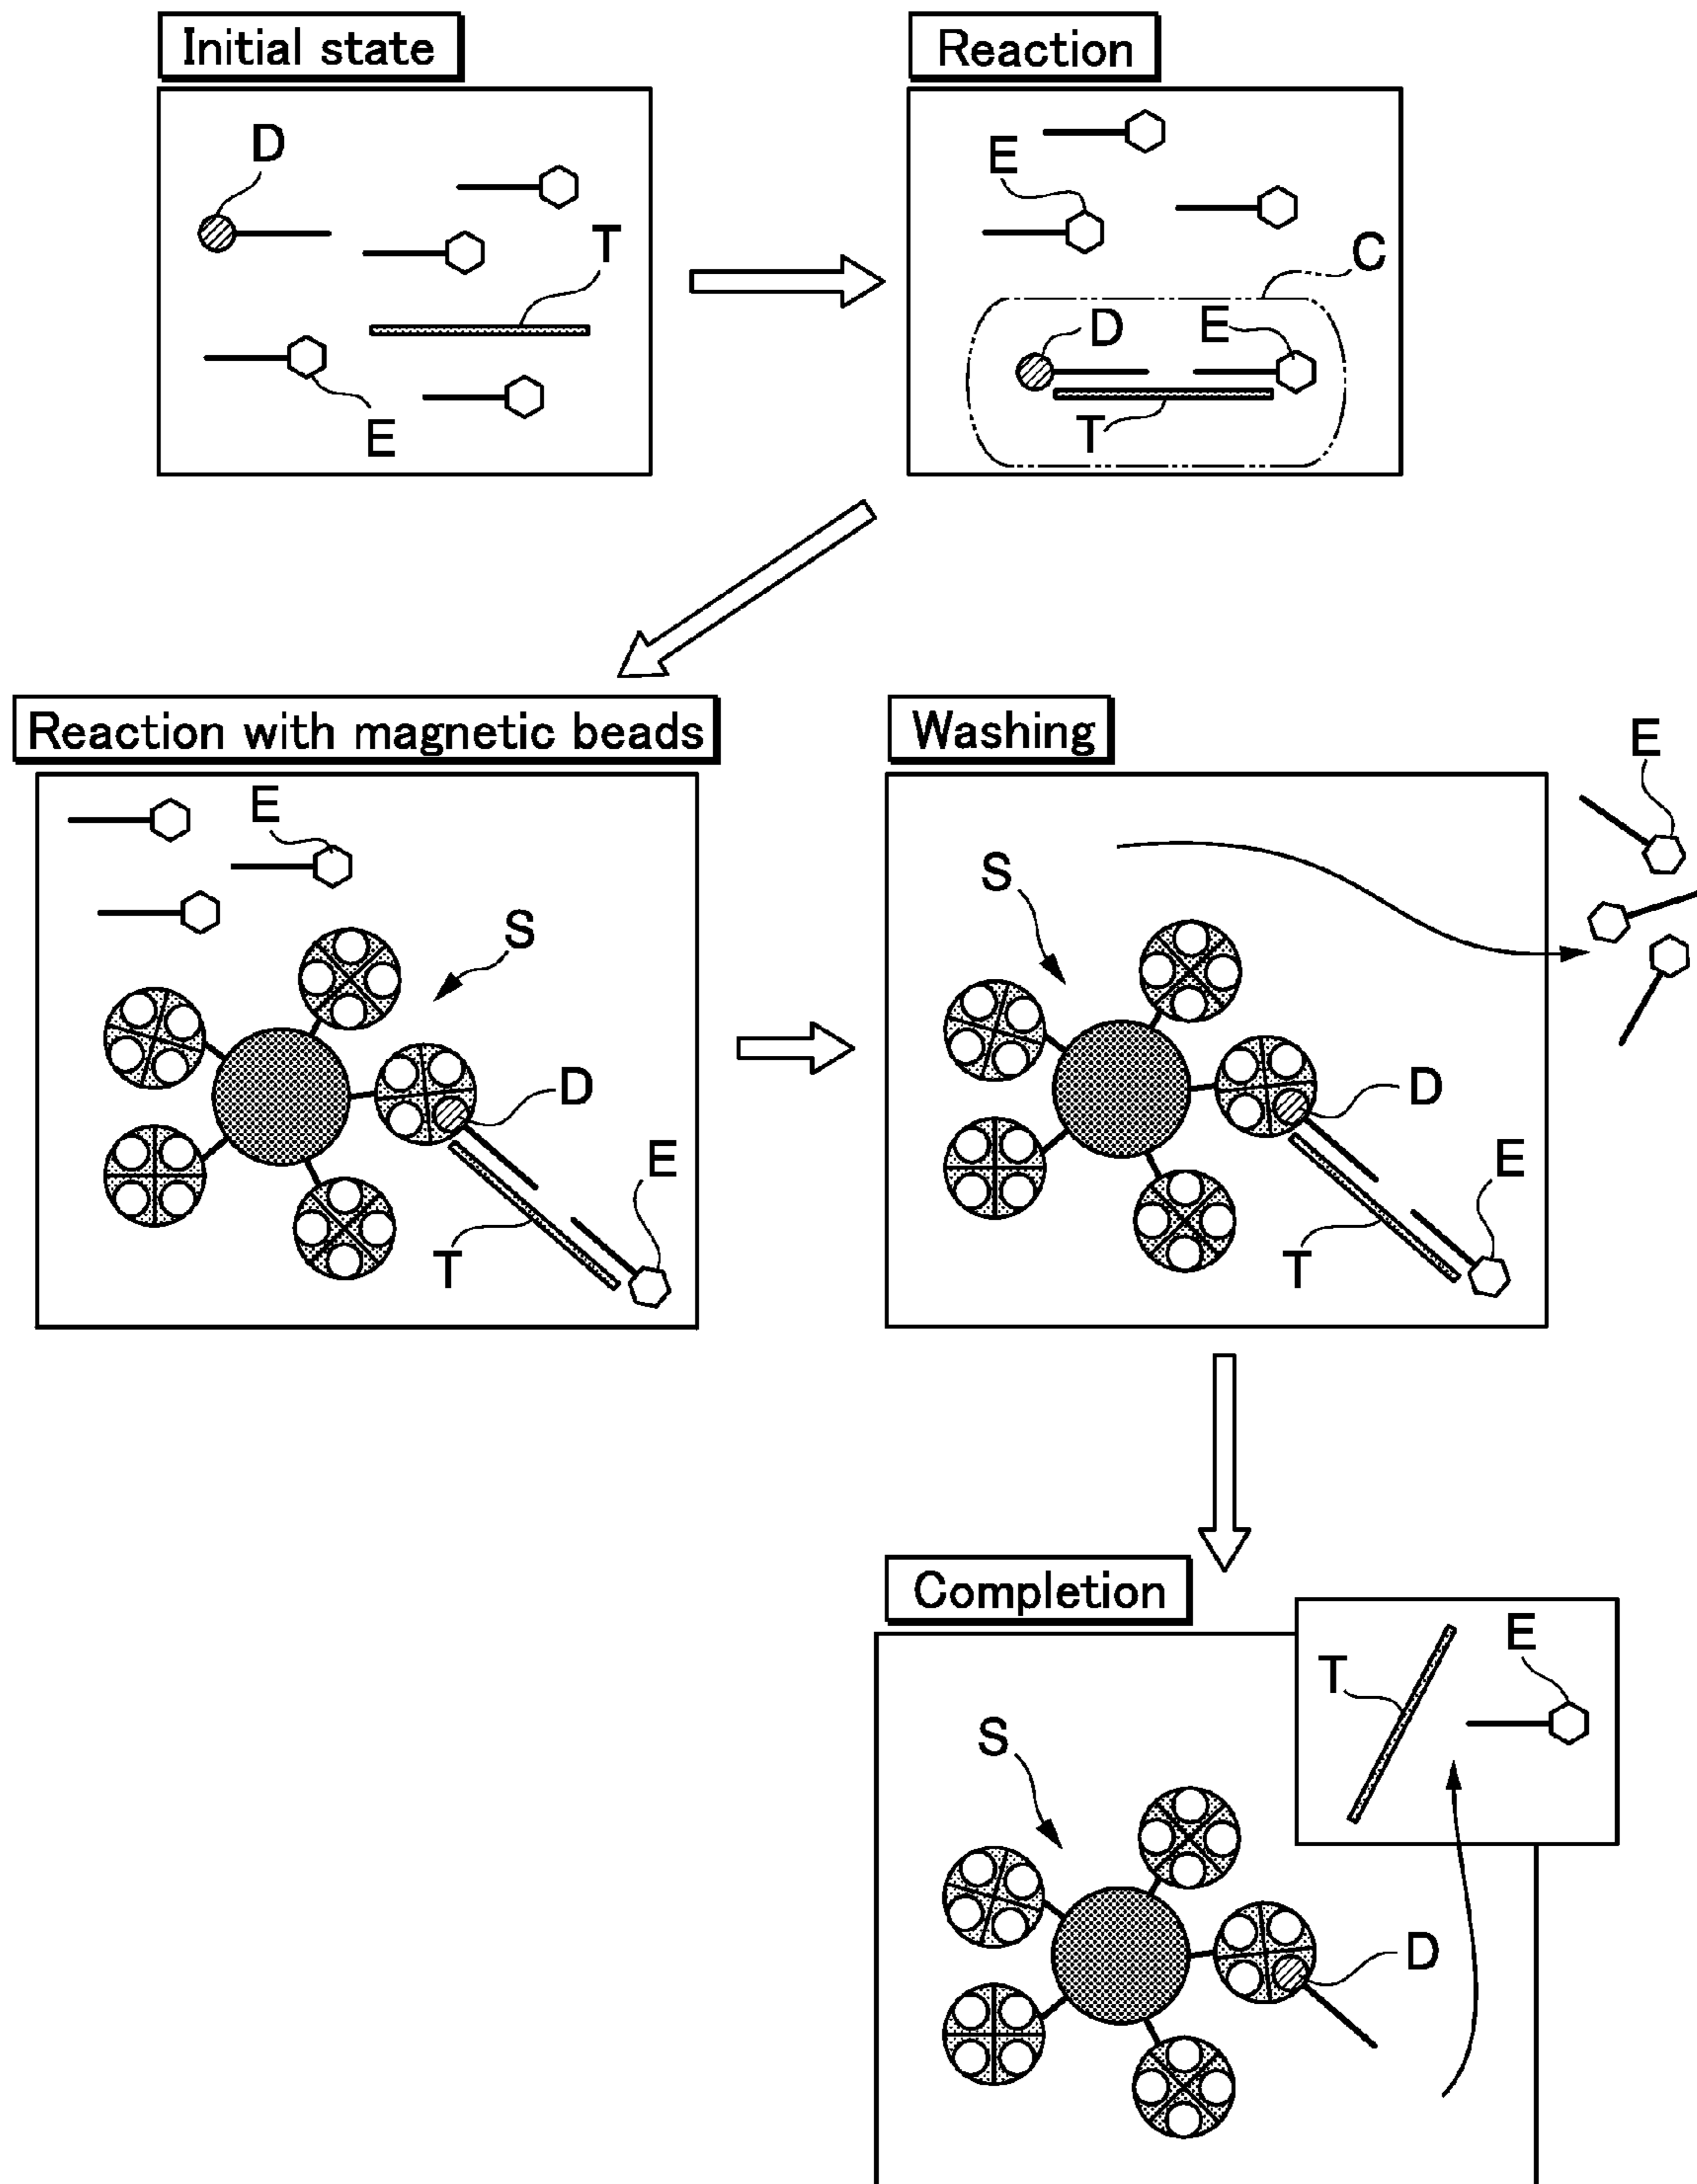 Initial state
D
T
E
Reaction
E
C
D
E
T
Reaction with magnetic beads
E
S
D
E
T
Washing
E
S
D
E
T
Completion
E
T
S
D